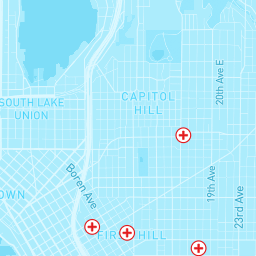 20th Ave E
CAPITOL
HILL
SOUTH LAKE
UNION
Boren Ave
19th Ave
23rd Ave
OWN
FIRST HILL